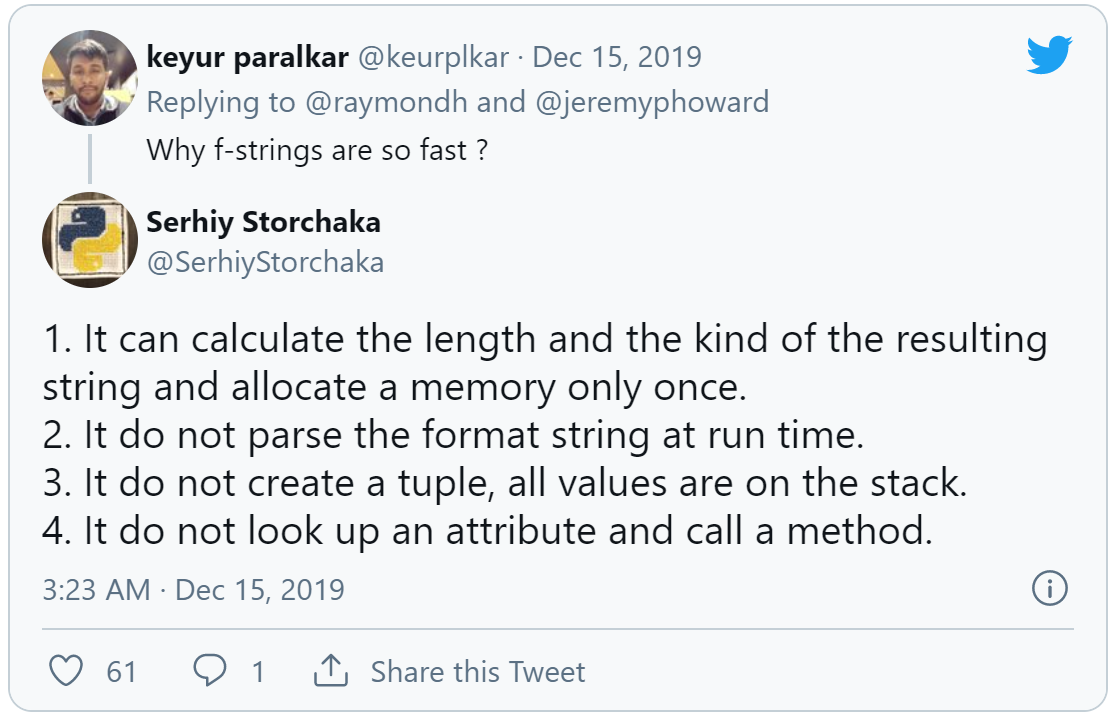 keyur paralkar @keurplkar · Dec 15, 2019
Replying to @raymondh and @jeremyphoward
Why f-strings are so fast ?
Serhiy Storchaka
@SerhiyStorchaka
1. It can calculate the length and the kind of the resulting
string and allocate a memory only once.
2. It do not parse the format string at run time.
3. It do not create a tuple, all values are on the stack.
4. It do not look up an attribute and call a method.
3:23 AM · Dec 15, 2019
61 1 Share this Tweet